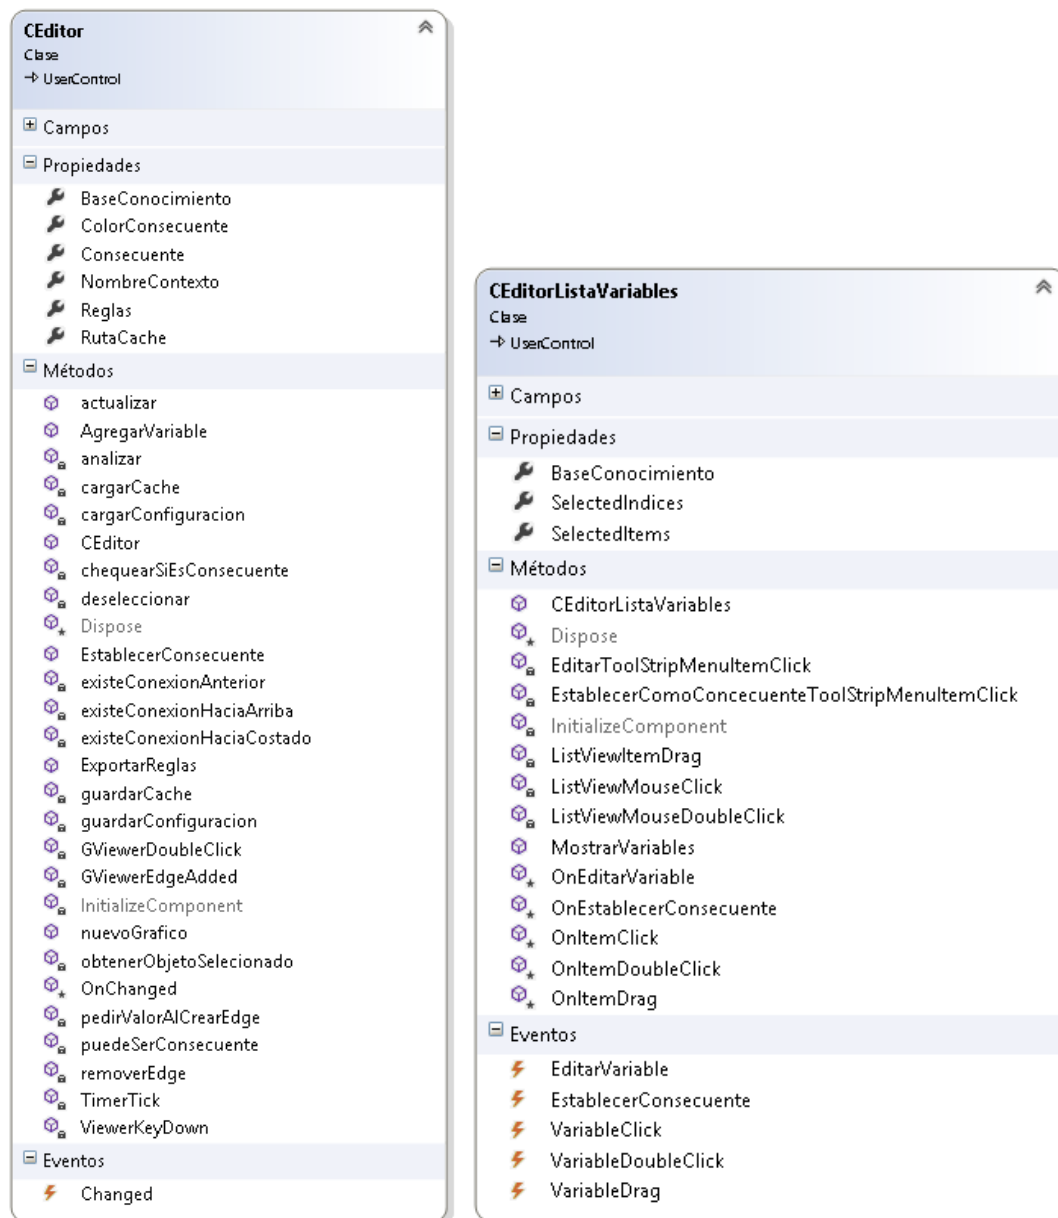 CEditor
Clase
UserControl
Campos
Propiedades
BaseConocimiento
ColorConsecuente
Consecuente
NombreContexto
Reglas
RutaCache
Métodos
actualizar
AgregarVariable
analizar
cargarCache
cargarConfiguracion
CEditor
chequearSiEsConsecuente
deseleccionar
Dispose
EstablecerConsecuente
existeConexionAnterior
existeConexionHaciaArriba
existeConexionHaciaCostado
ExportarReglas
guardarCache
guardarConfiguracion
GViewerDoubleClick
GViewerEdgeAdded
InitializeComponent
nuevoGrafico
obtenerObjetoSelecionado
OnChanged
pedirValorAlCrearEdge
puedeSerConsecuente
removerEdge
TimerTick
ViewerKeyDown
Eventos
Changed
CEditorListaVariables
Clase
UserControl
Campos
Propiedades
BaseConocimiento
SelectedIndices
SelectedItems
Métodos
CEditorListaVariables
Dispose
EditarToolStripMenuItemClick
EstablecerComoConcecuenteToolStripMenuItemClick
InitializeComponent
ListViewItemDrag
ListViewMouseClick
ListViewMouseDoubleClick
MostrarVariables
OnEditarVariable
OnEstablecerConsecuente
OnItemClick
OnItemDoubleClick
OnItemDrag
Eventos
EditarVariable
EstablecerConsecuente
VariableClick
VariableDoubleClick
VariableDrag